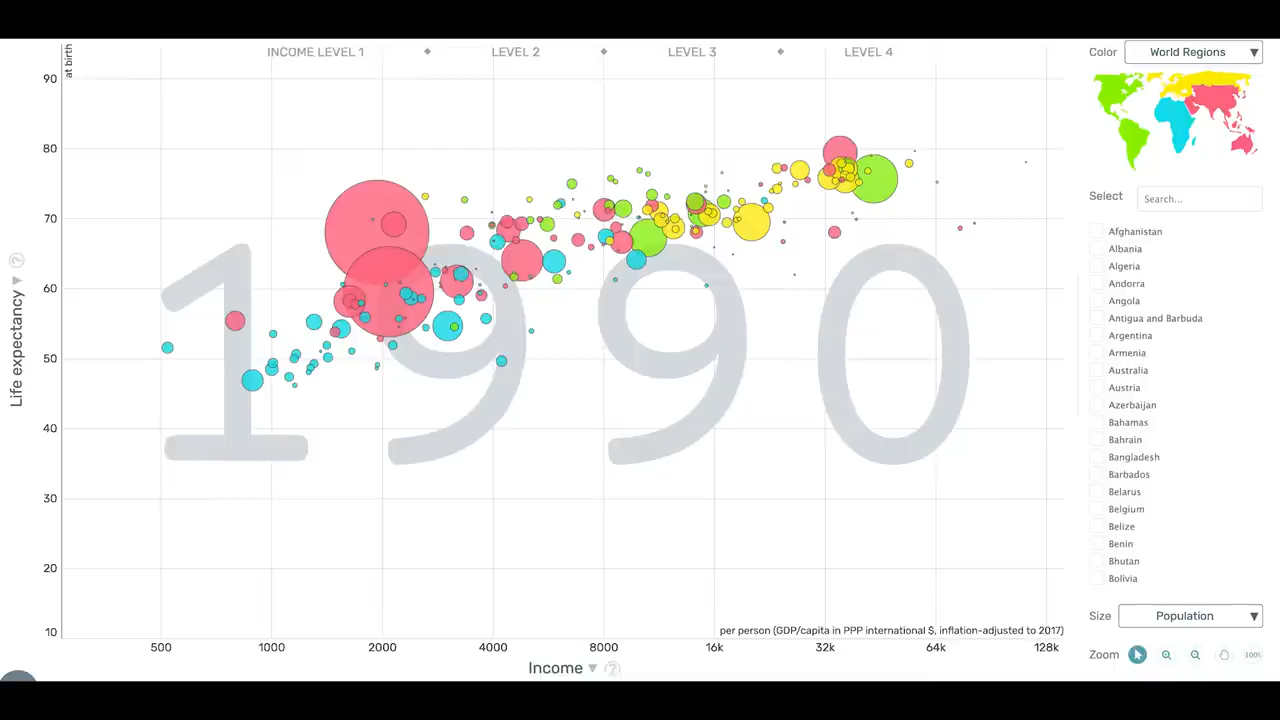 at birth
INCOME LEVEL 1 LEVEL 2 LEVEL 3 LEVEL 4
90
80
70
60
50
40
30
20
10
Life expectancy ?
1990
per person (GDP/capita in PPP international $, inflation-adjusted to 2017)
500 1000 2000 4000 8000 16k 32k 64k 128k
Income ?
Color World Regions
Select Search...
Afghanistan
Albania
Algeria
Andorra
Angola
Antigua and Barbuda
Argentina
Armenia
Australia
Austria
Azerbaijan
Bahamas
Bahrain
Bangladesh
Barbados
Belarus
Belgium
Belize
Benin
Bhutan
Bolivia
Size Population
Zoom 100%